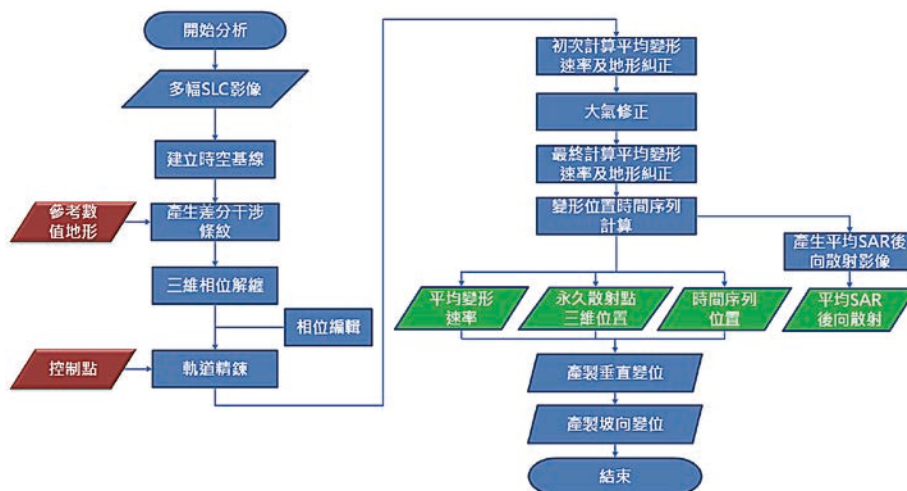 開始分析
多幅SLC影像
建立時空基線
參考數
值地形
產生差分干涉
條紋
三維相位解纏
相位編輯
控制點
軌道精鍊
初次計算平均變形
速率及地形糾正
大氣修正
最終計算平均變形
速率及地形糾正
變形位置時間序列
計算
產生平均SAR後
向散射影像
平均變形
速率
永久散射點
三維位置
時間序列
位置
平均SAR
後向散射
產製垂直變位
產製坡向變位
結束